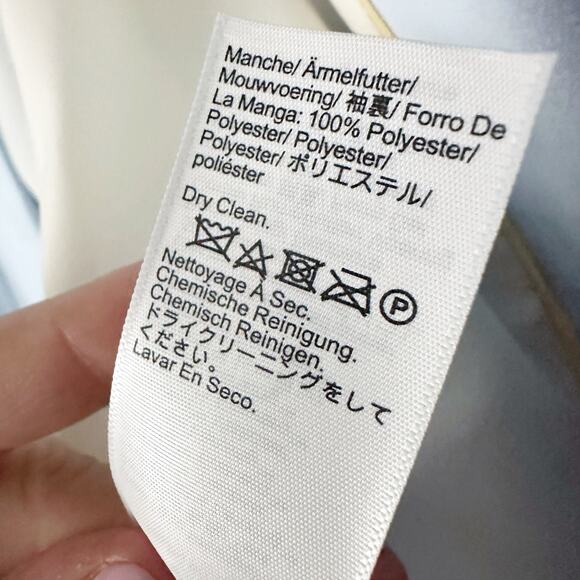 Manche/ Ärmelfutter/
Mouwvoering/ 袖裏/ Forro De
La Manga: 100% Polyester/
Polyester/ Polyester/
Polyester/ ポリエステル/
poliéster
Dry Clean.
P
Nettoyage À Sec.
Chemische Reinigung.
Chemisch Reinigen.
ドライクリーニングをして
ください。
Lavar En Seco.